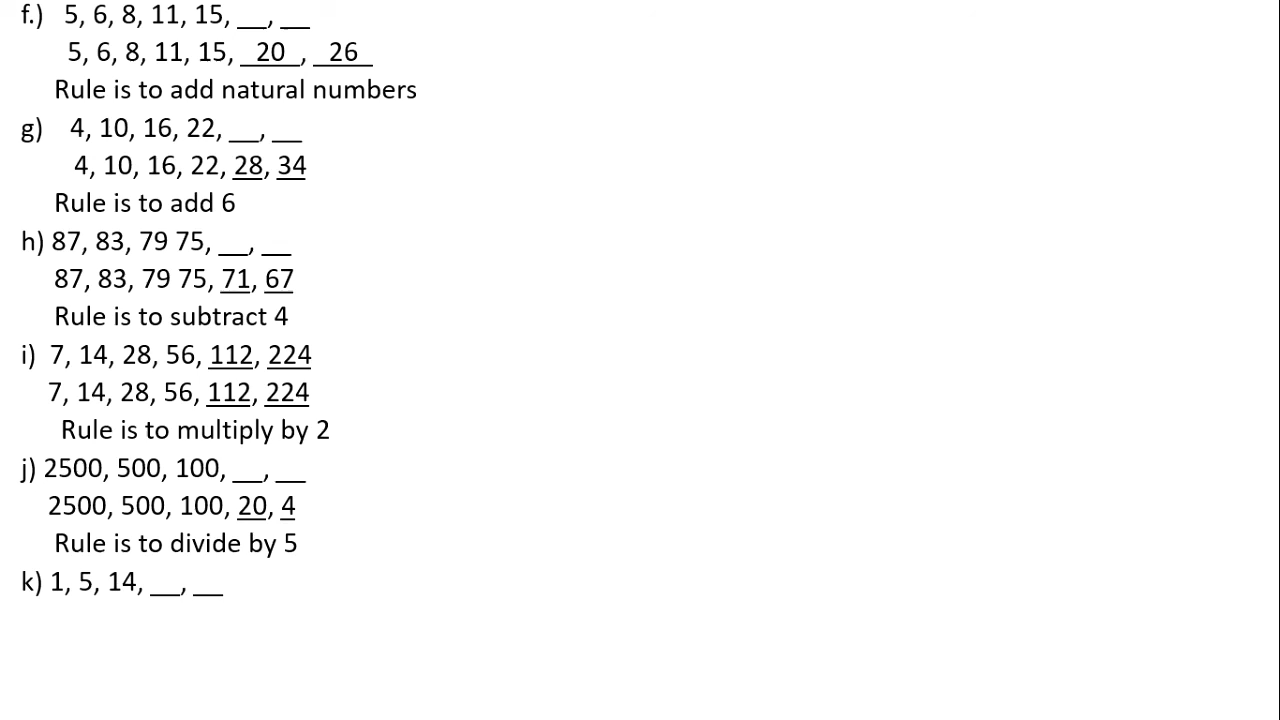 f.) 5, 6, 8, 11, 15, __, __
5, 6, 8, 11, 15, _20_, _26_
Rule is to add natural numbers
g) 4, 10, 16, 22, __, __
4, 10, 16, 22, 28, 34
Rule is to add 6
h) 87, 83, 79 75, __, __
87, 83, 79 75, 71, 67
Rule is to subtract 4
i) 7, 14, 28, 56, 112, 224
7, 14, 28, 56, 112, 224
Rule is to multiply by 2
j) 2500, 500, 100, __, __
2500, 500, 100, 20, 4
Rule is to divide by 5
k) 1, 5, 14, __, __